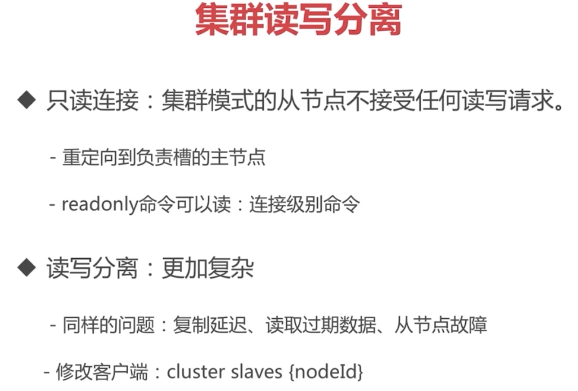 集群读写分离
◆ 只读连接：集群模式的从节点不接受任何读写请求。
- 重定向到负责槽的主节点
- readonly命令可以读：连接级别命令
◆ 读写分离：更加复杂
- 同样的问题：复制延迟、读取过期数据、从节点故障
- 修改客户端：cluster slaves {nodeId}